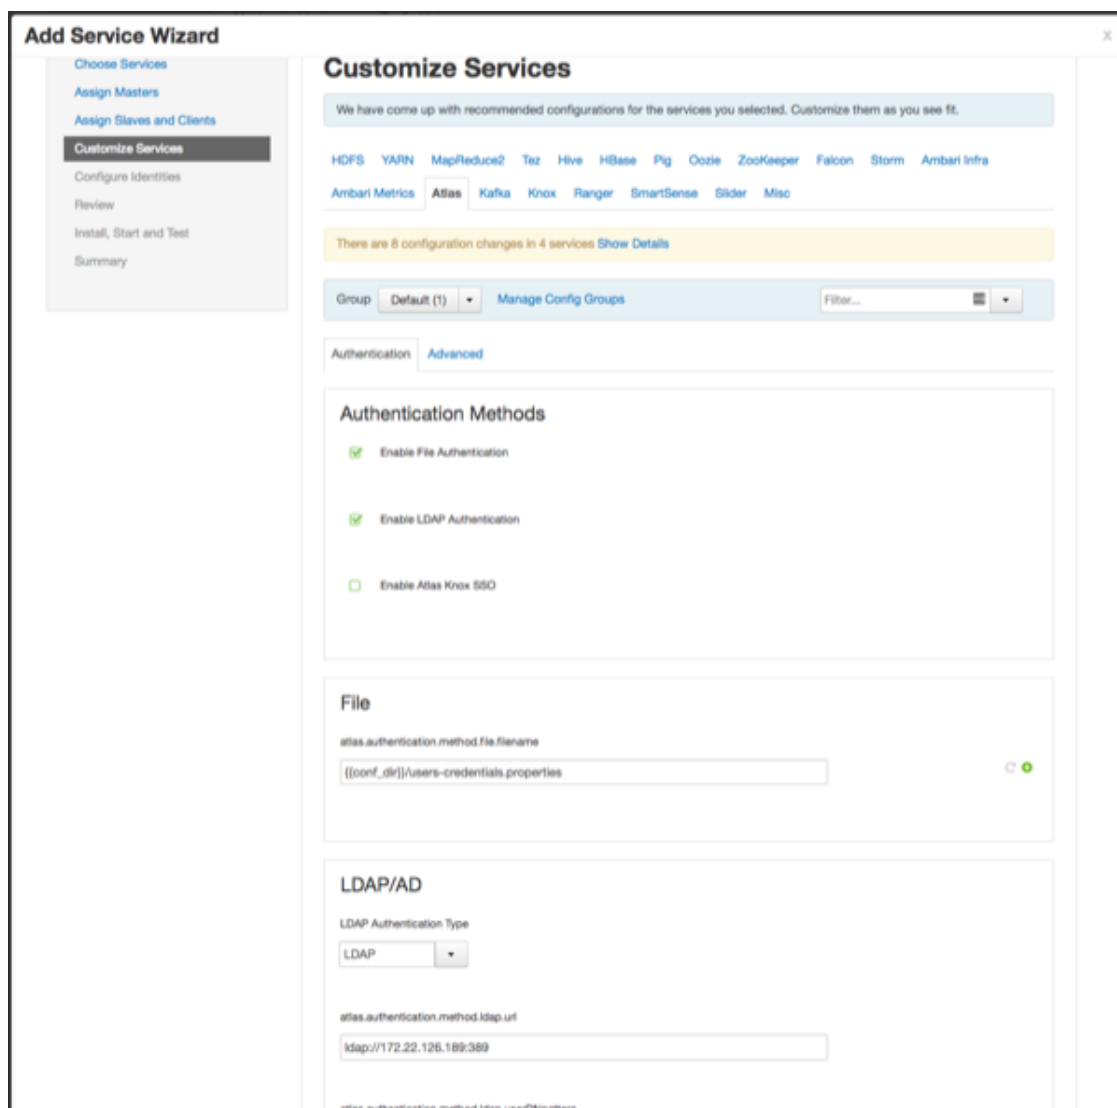 Add Service Wizard
x
Choose Services
Assign Masters
Assign Slaves and Clients
Customize Services
Configure Identities
Review
Install, Start and Test
Summary
Customize Services
We have come up with recommended configurations for the services you selected. Customize them as you see fit.
HDFS YARN MapReduce2 Tez Hive HBase Pig Oozie ZooKeeper Falcon Storm Ambari Infra
Ambari Metrics Atlas Kafka Knox Ranger SmartSense Slider Misc
There are 8 configuration changes in 4 services Show Details
Group Default (1) Manage Config Groups Filter...
Authentication Advanced
Authentication Methods
Enable File Authentication
Enable LDAP Authentication
Enable Atlas Knox SSO
File
atlas.authentication.method.file.filename
{{conf_dir}}/users-credentials.properties
LDAP/AD
LDAP Authentication Type
LDAP
atlas.authentication.method.ldap.url
ldap://172.22.126.189:389